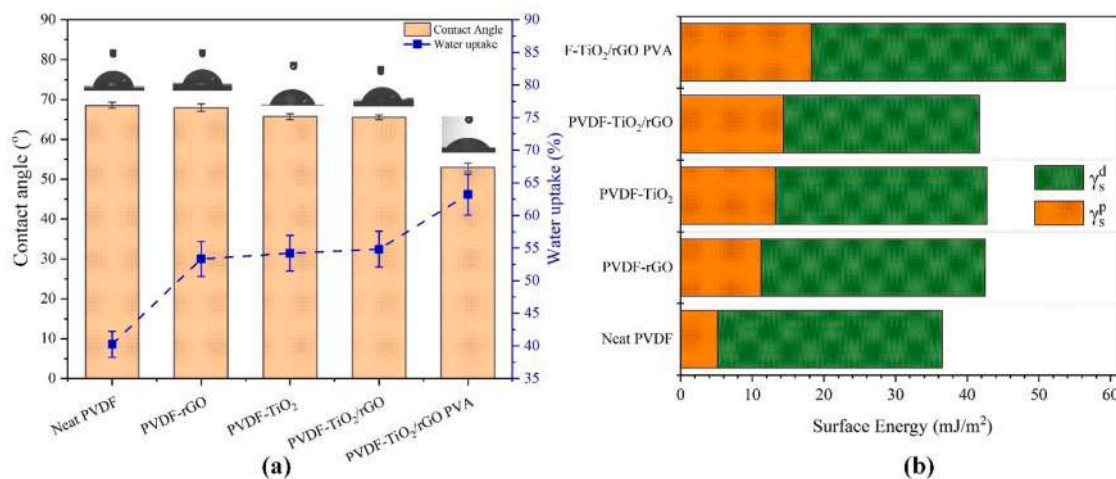 90
80
70
60
50
40
30
20
10
0
Contact angle (º)
Contact Angle
Water uptake
90
85
80
75
70
65
60
55
50
45
40
35
Water uptake (%)
Neat PVDF
PVDF-rGO
PVDF-TiO₂
PVDF-TiO₂/rGO
PVDF-TiO₂/rGO PVA
(a)
F-TiO₂/rGO PVA
PVDF-TiO₂/rGO
PVDF-TiO₂
PVDF-rGO
Neat PVDF
γₛᵈ
γₛᵖ
0 10 20 30 40 50 60
Surface Energy (mJ/m²)
(b)